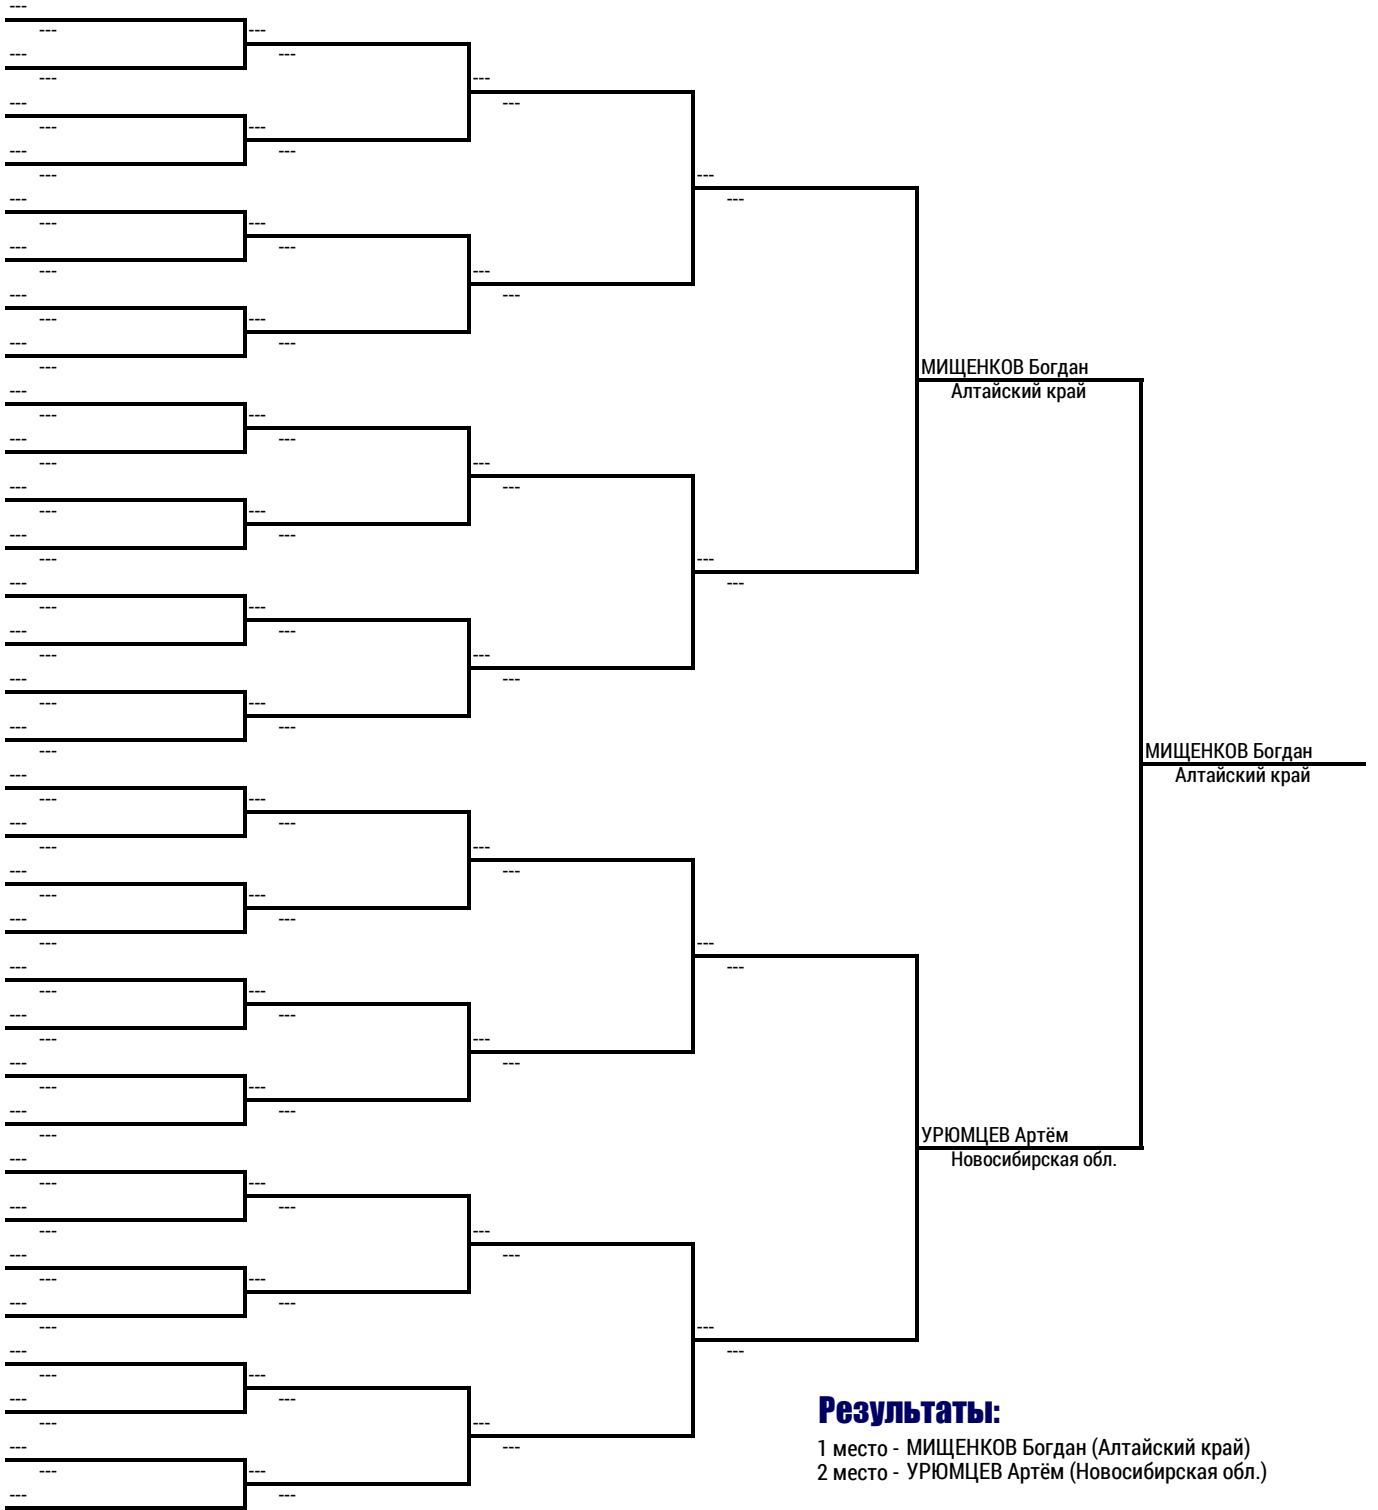 МИЩЕНКОВ Богдан
Алтайский край
МИЩЕНКОВ Богдан
Алтайский край
УРЮМЦЕВ Артём
Новосибирская обл.
Результаты:
1 место - МИЩЕНКОВ Богдан (Алтайский край)
2 место - УРЮМЦЕВ Артём (Новосибирская обл.)